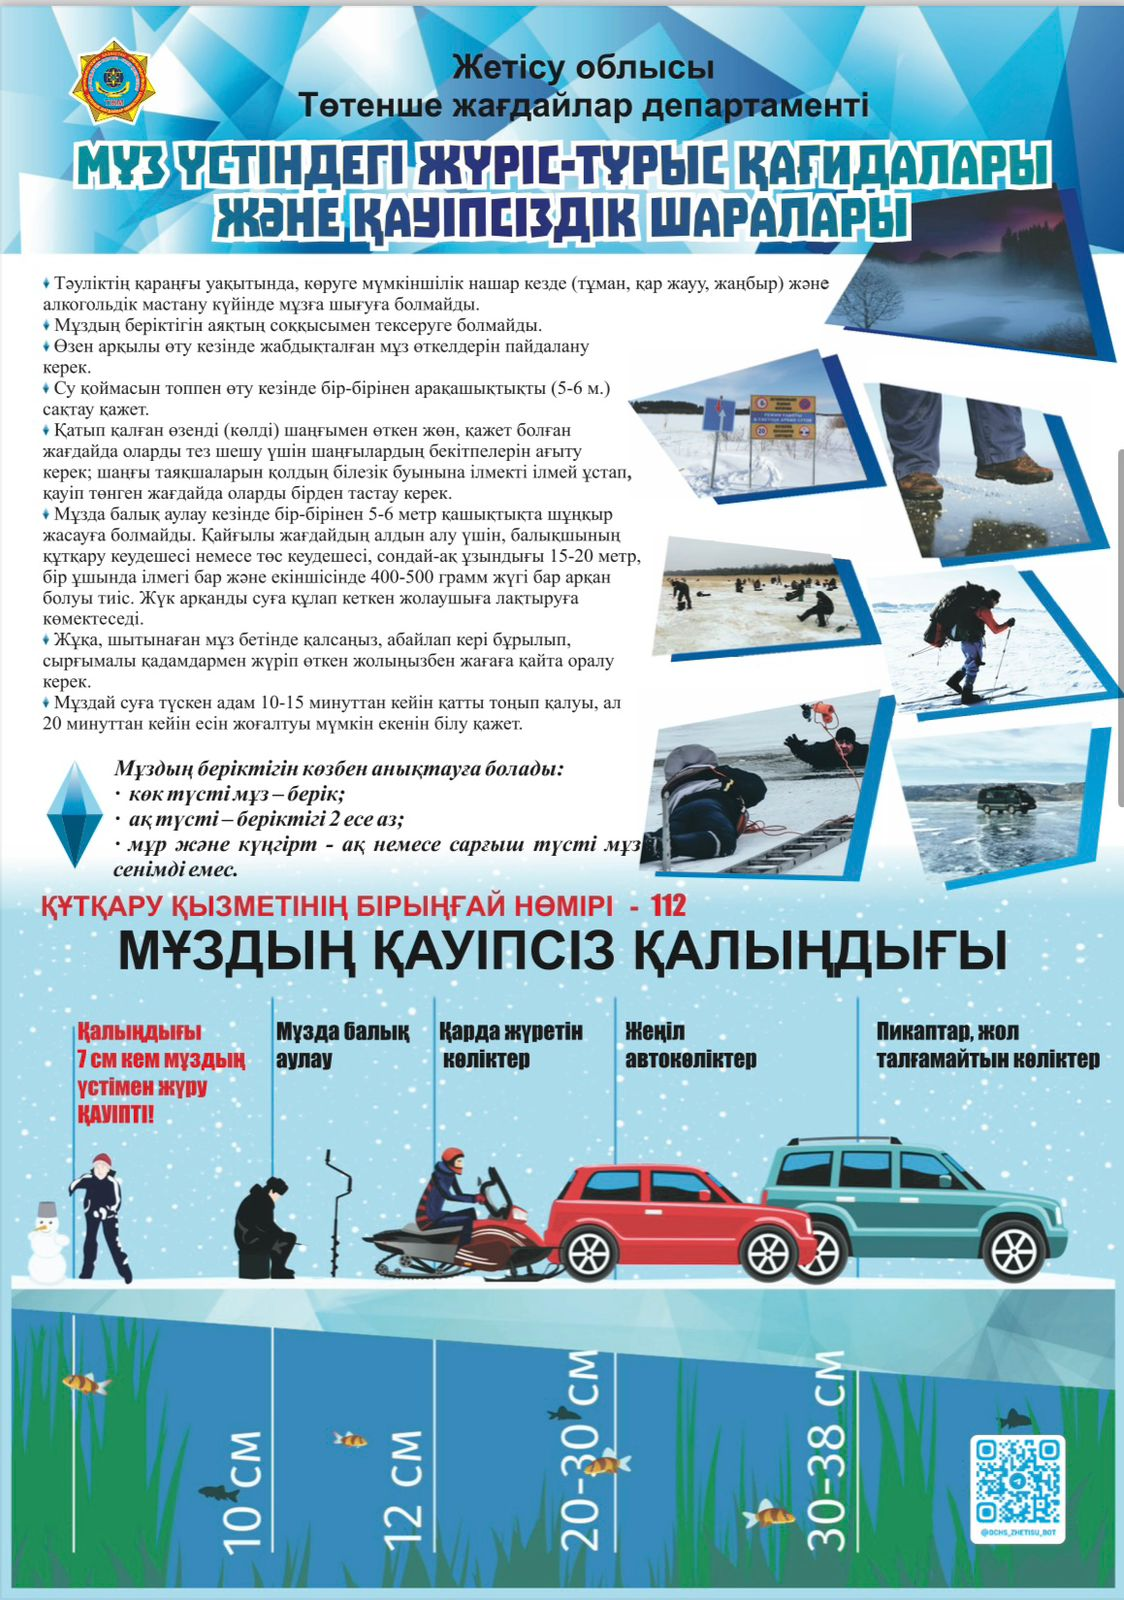 Жетісу облысы
Төтенше жағдайлар департаменті
МҰЗ ҮСТІНДЕГІ ЖҮРІС-ТҰРЫС ҚАҒИДАЛАРЫ
ЖӘНЕ ҚАУІПСІЗДІК ШАРАЛАРЫ
Тәуліктің қараңғы уақытында, көруге мүмкіншілік нашар кезде (тұман, қар жауу, жаңбыр) және
алкогольдік мастану күйінде мұзға шығуға болмайды.
Мұздың беріктігін аяқтың соққысымен тексеруге болмайды.
Өзен арқылы өту кезінде жабдықталған мұз өткелдерін пайдалану
керек.
Су қоймасын топпен өту кезінде бір-бірінен арақашықтықты (5-6 м.)
сақтау қажет.
Қатып қалған өзенді (көлді) шаңғымен өткен жөн, қажет болған
жағдайда оларды тез шешу үшін шаңғылардың бекітпелерін ағыту
керек; шаңғы таяқшаларын қолдың білезік буынына ілмекті ілмей ұстап,
қауіп төнген жағдайда оларды бірден тастау керек.
Мұзда балық аулау кезінде бір-бірінен 5-6 метр қашықтықта шұңқыр
жасауға болмайды. Қайғылы жағдайдың алдын алу үшін, балықшының
құтқару кеудешесі немесе төс кеудешесі, сондай-ақ ұзындығы 15-20 метр,
бір ұшында ілмегі бар және екіншісінде 400-500 грамм жүгі бар арқан
болуы тиіс. Жүк арқанды суға құлап кеткен жолаушыға лақтыруға
көмектеседі.
Жұқа, шытынаған мұз бетінде қалсаңыз, абайлап кері бұрылып,
сырғымалы қадамдармен жүріп өткен жолыңызбен жағаға қайта оралу
керек.
Мұздай суға түскен адам 10-15 минуттан кейін қатты тоңып қалуы, ал
20 минуттан кейін есін жоғалтуы мүмкін екенін білу қажет.
Мұздың беріктігін көзбен анықтауға болады:
· көк түсті мұз – берік;
· ақ түсті – беріктігі 2 есе аз;
· мұр және күңгірт - ақ немесе сарғыш түсті мұз
сенімді емес.
ҚҰТҚАРУ ҚЫЗМЕТІНІҢ БІРЫҢҒАЙ НӨМІРІ - 112
МҰЗДЫҢ ҚАУІПСІЗ ҚАЛЫҢДЫҒЫ
Қалыңдығы
7 см кем мұздың
үстімен жүру
ҚАУІПТІ!
Мұзда балық
аулау
Қарда жүретін
көліктер
Жеңіл
автокөліктер
Пикаптар, жол
талғамайтын көліктер
10 см
12 см
20-30 см
30-38 см
@OCHS_ZHETISU_BOT